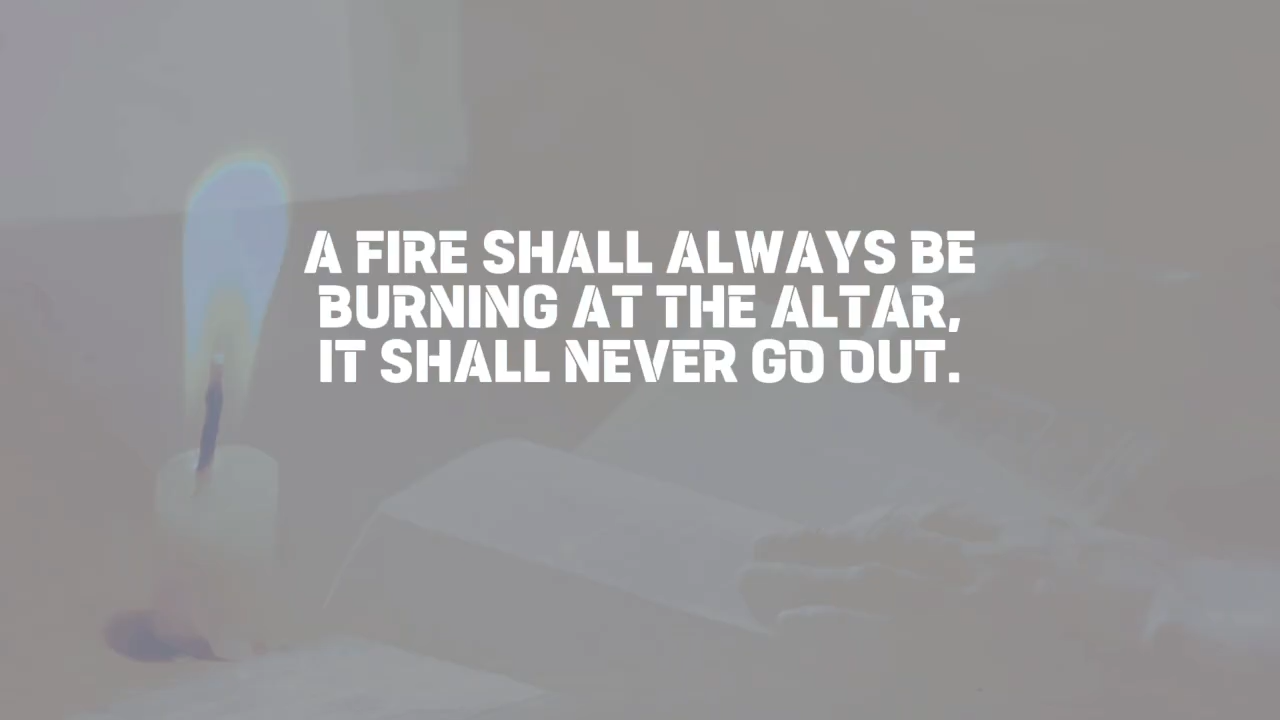 A FIRE SHALL ALWAYS BE
BURNING AT THE ALTAR,
IT SHALL NEVER GO OUT.